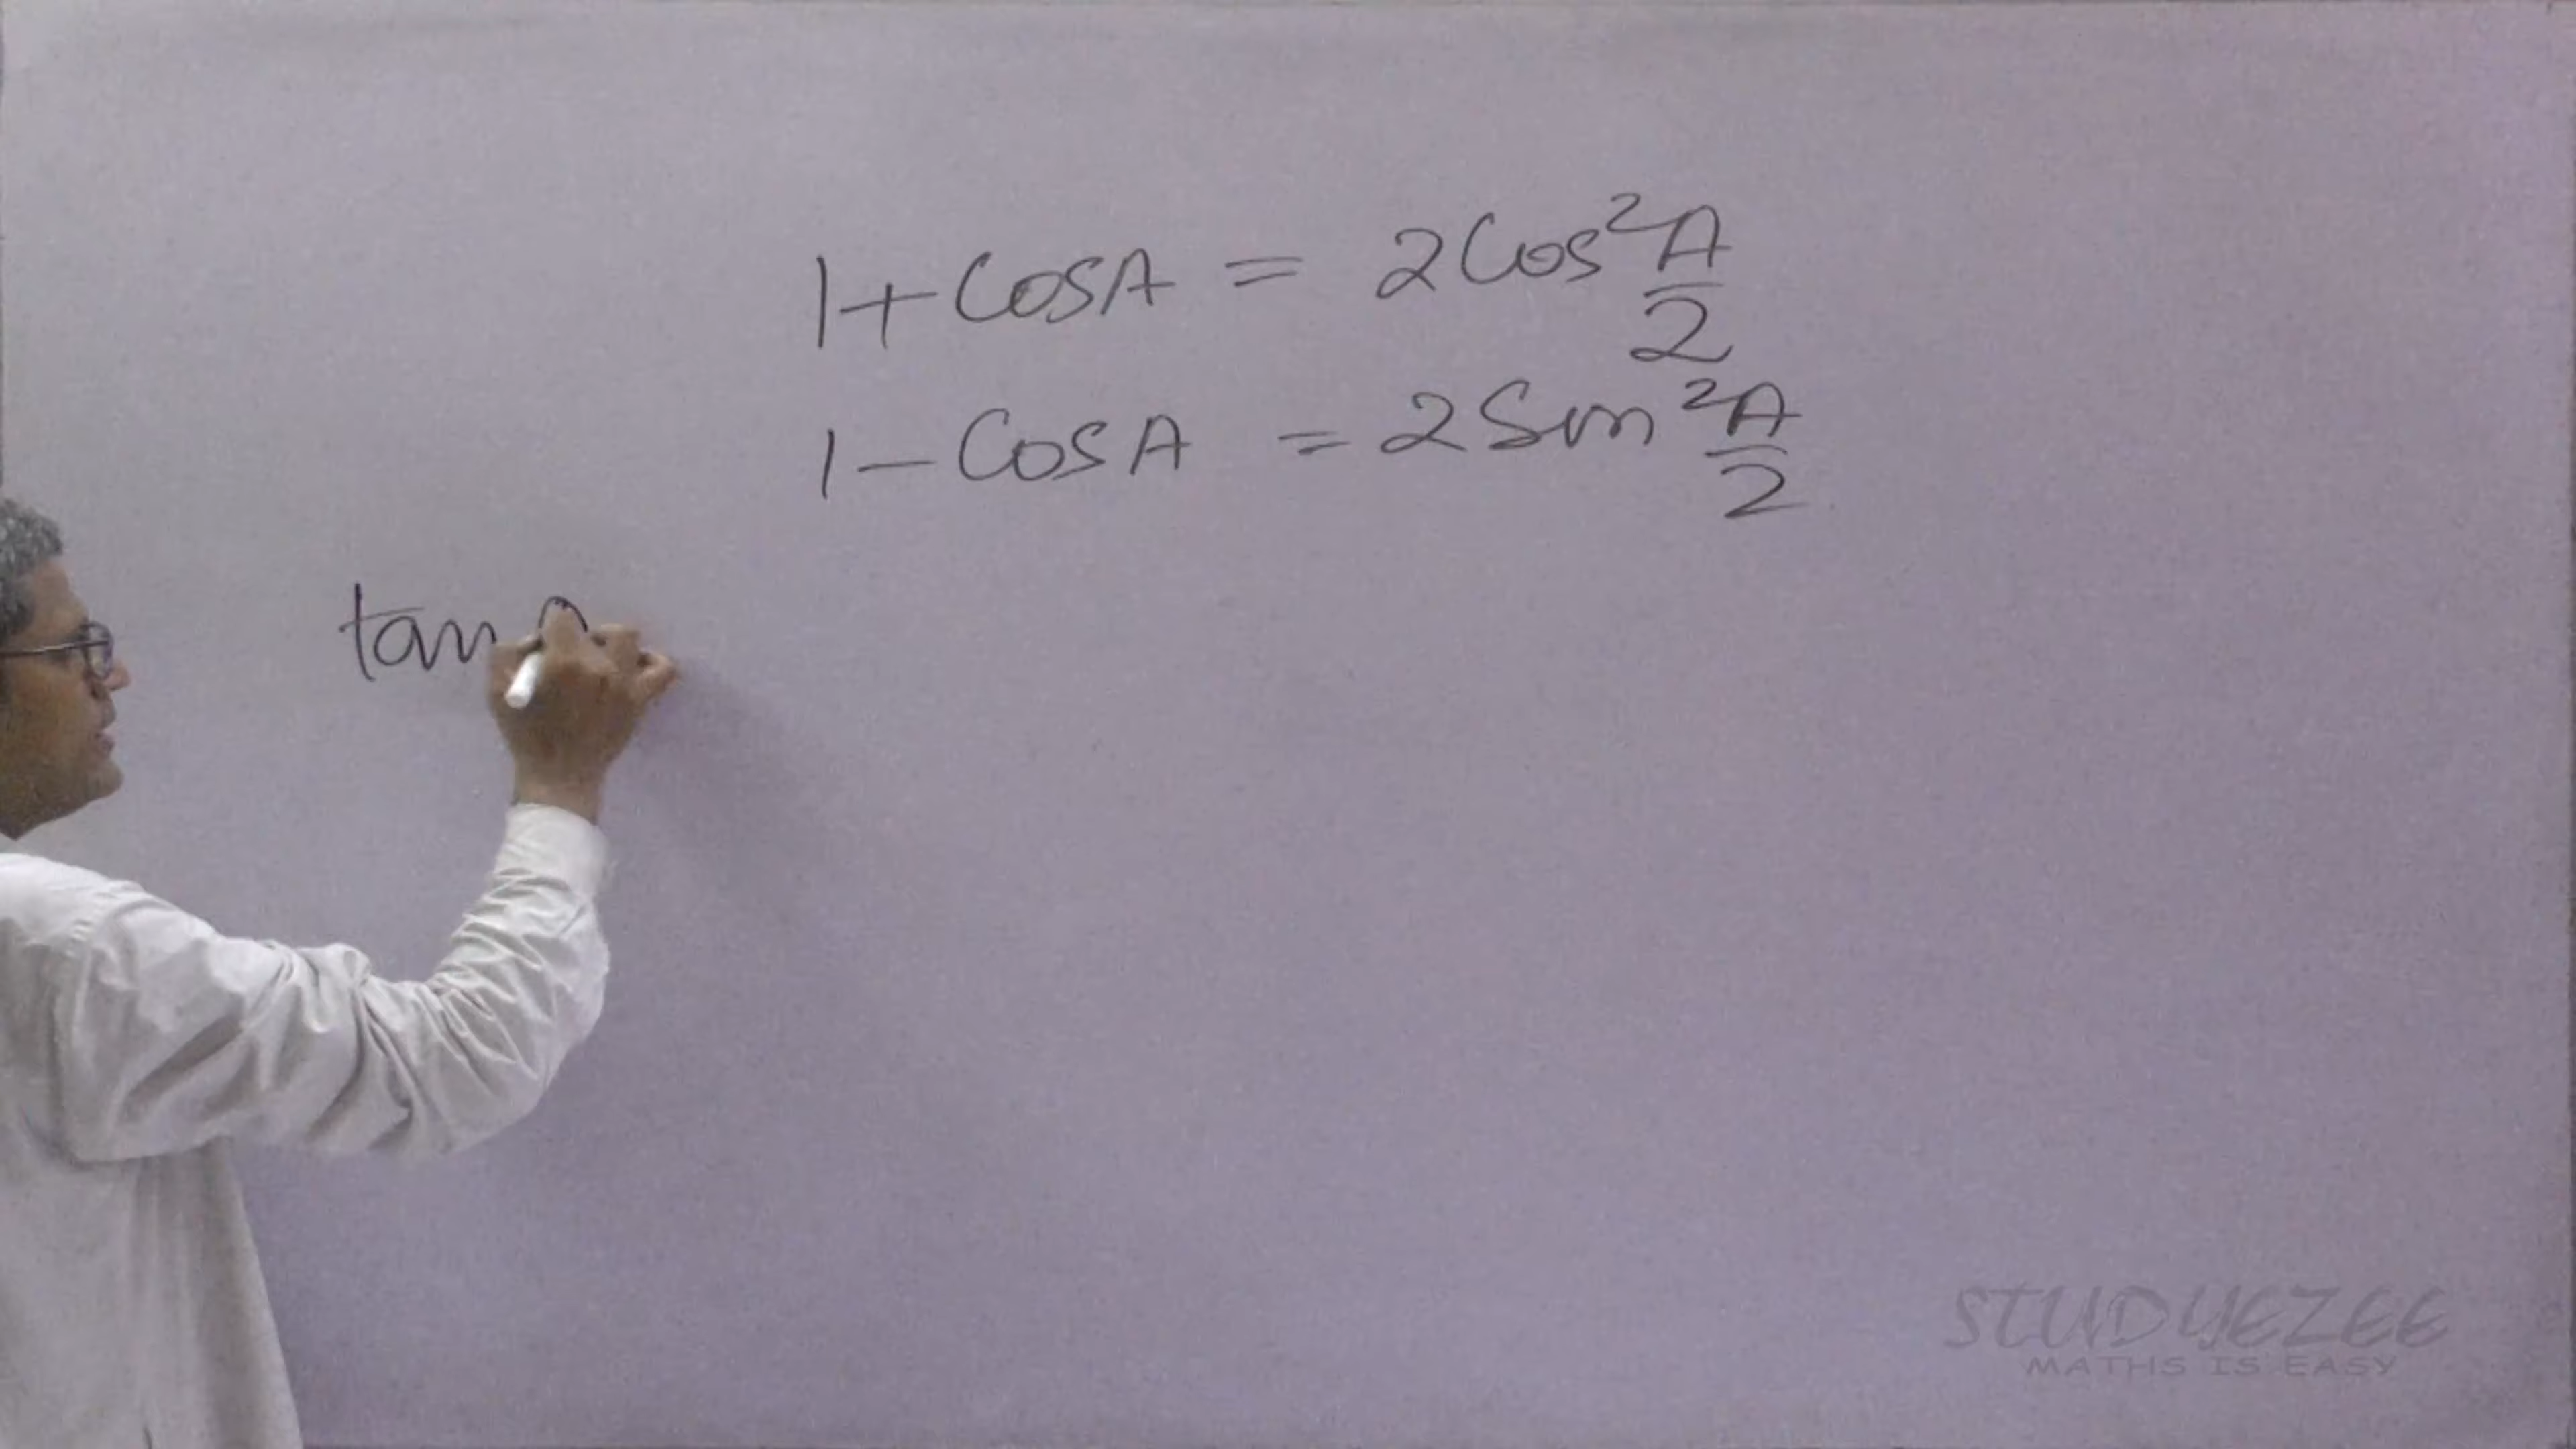 1+CosA = 2Cos²A/2
1-CosA = 2Sin²A/2
tan
STUDYEZEE
MATHS IS EASY